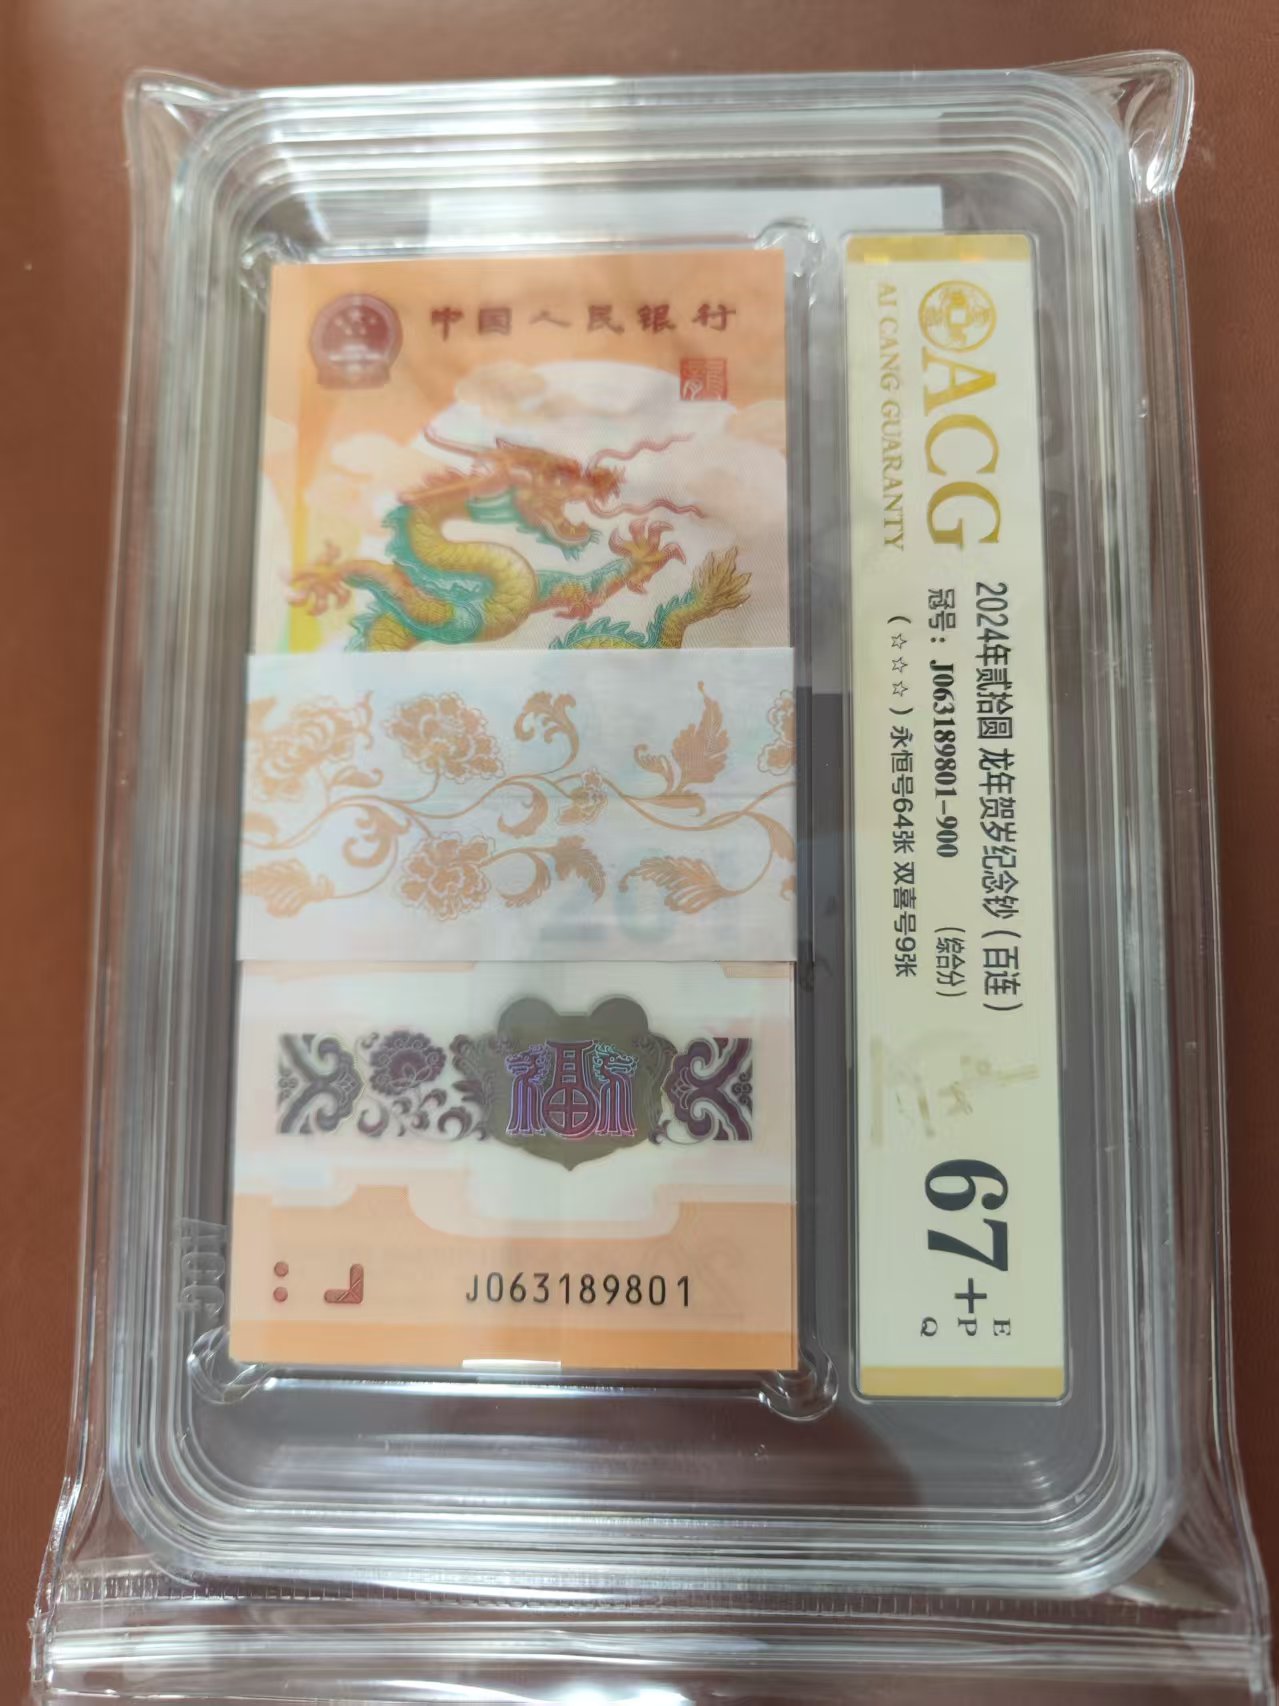 中国人民银行
J063189801
ACG
AI CANG GUARANTY
2024年贰拾圆 龙年贺岁纪念钞（百连）
冠号：J063189801-900 （综合分）
（☆☆☆）永恒号64张 双喜号9张
67+
E
P
Q
ACG